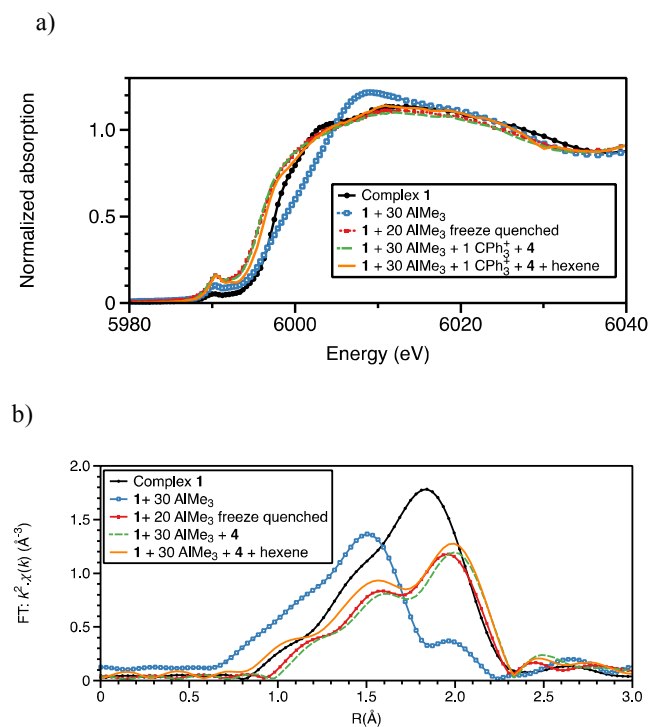 a)
Normalized absorption
1.0
0.5
0
5980
6000
6020
6040
Energy (eV)
Complex 1
1 + 30 AlMe₃
1 + 20 AlMe₃ freeze quenched
1 + 30 AlMe₃ + 1 CPh₃⁺ + 4
1 + 30 AlMe₃ + 1 CPh₃⁺ + 4 + hexene
b)
FT: k², χ(k) (Å⁻³)
2.0
1.5
1.0
0.5
0
0
0.5
1.0
1.5
2.0
2.5
3.0
R(Å)
Complex 1
1+ 30 AlMe₃
1+ 20 AlMe₃ freeze quenched
1+ 30 AlMe₃ + 4
1 + 30 AlMe₃ + 4 + hexene